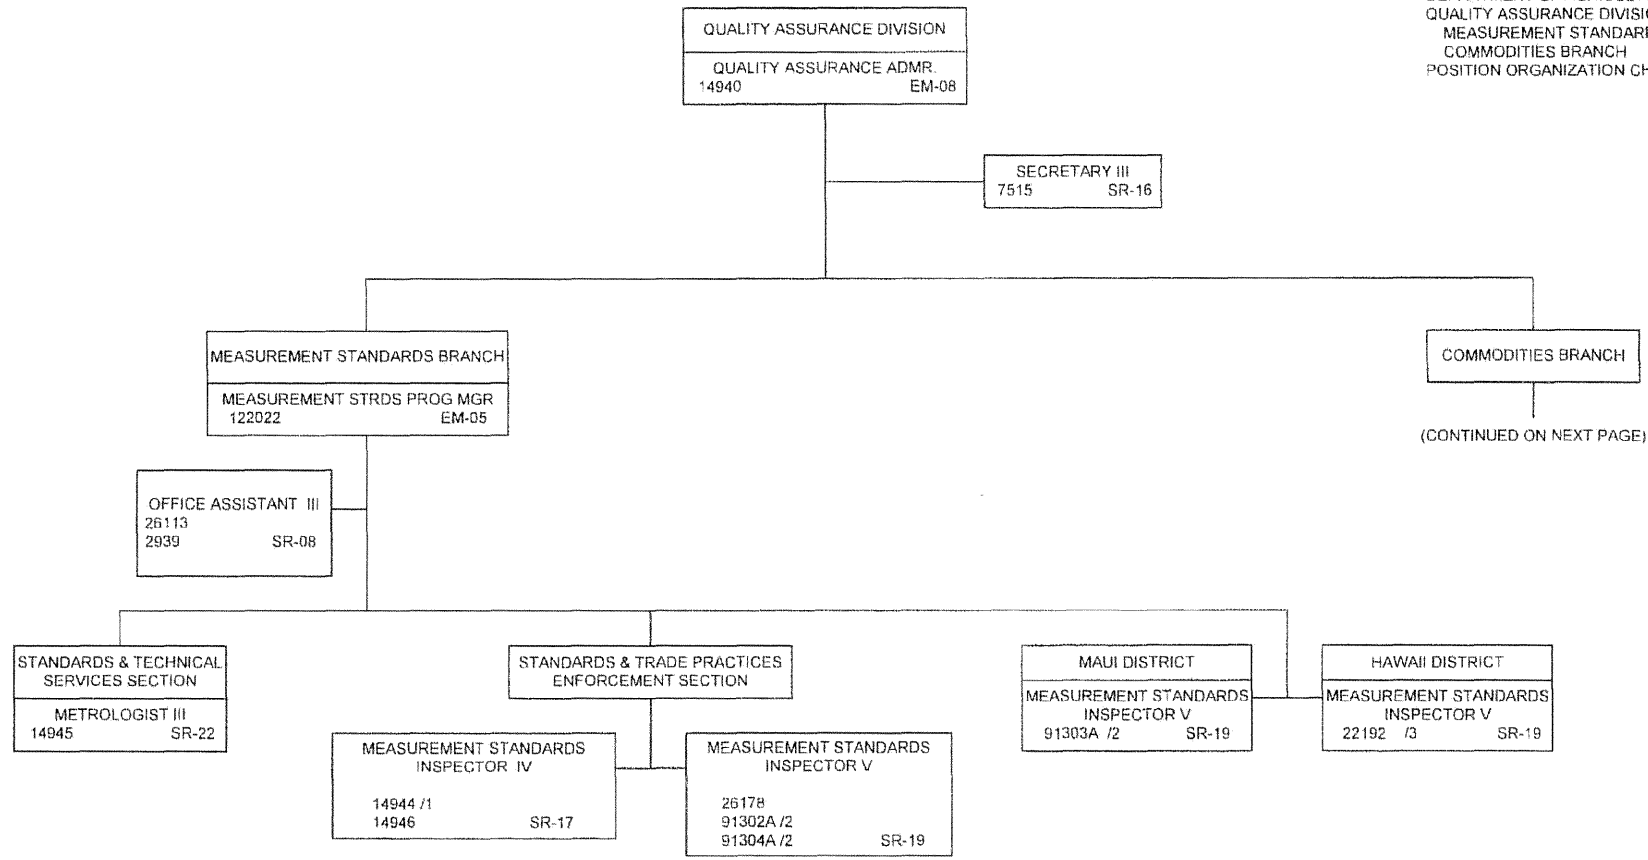 QUALITY ASSURANCE DIVISI
MEASUREMENT STANDAR
COMMODITIES BRANCH
POSITION ORGANIZATION CH
QUALITY ASSURANCE DIVISION
QUALITY ASSURANCE ADMR.
14940 EM-08
SECRETARY III
7515 SR-16
MEASUREMENT STANDARDS BRANCH
MEASUREMENT STRDS PROG MGR
122022 EM-05
COMMODITIES BRANCH
(CONTINUED ON NEXT PAGE)
OFFICE ASSISTANT III
26113
2939 SR-08
STANDARDS & TECHNICAL
SERVICES SECTION
METROLOGIST III
14945 SR-22
STANDARDS & TRADE PRACTICES
ENFORCEMENT SECTION
MEASUREMENT STANDARDS
INSPECTOR IV
14944 /1
14946 SR-17
MEASUREMENT STANDARDS
INSPECTOR V
26178
91302A /2
91304A /2 SR-19
MAUI DISTRICT
MEASUREMENT STANDARDS
INSPECTOR V
91303A /2 SR-19
HAWAII DISTRICT
MEASUREMENT STANDARDS
INSPECTOR V
22192 /3 SR-19